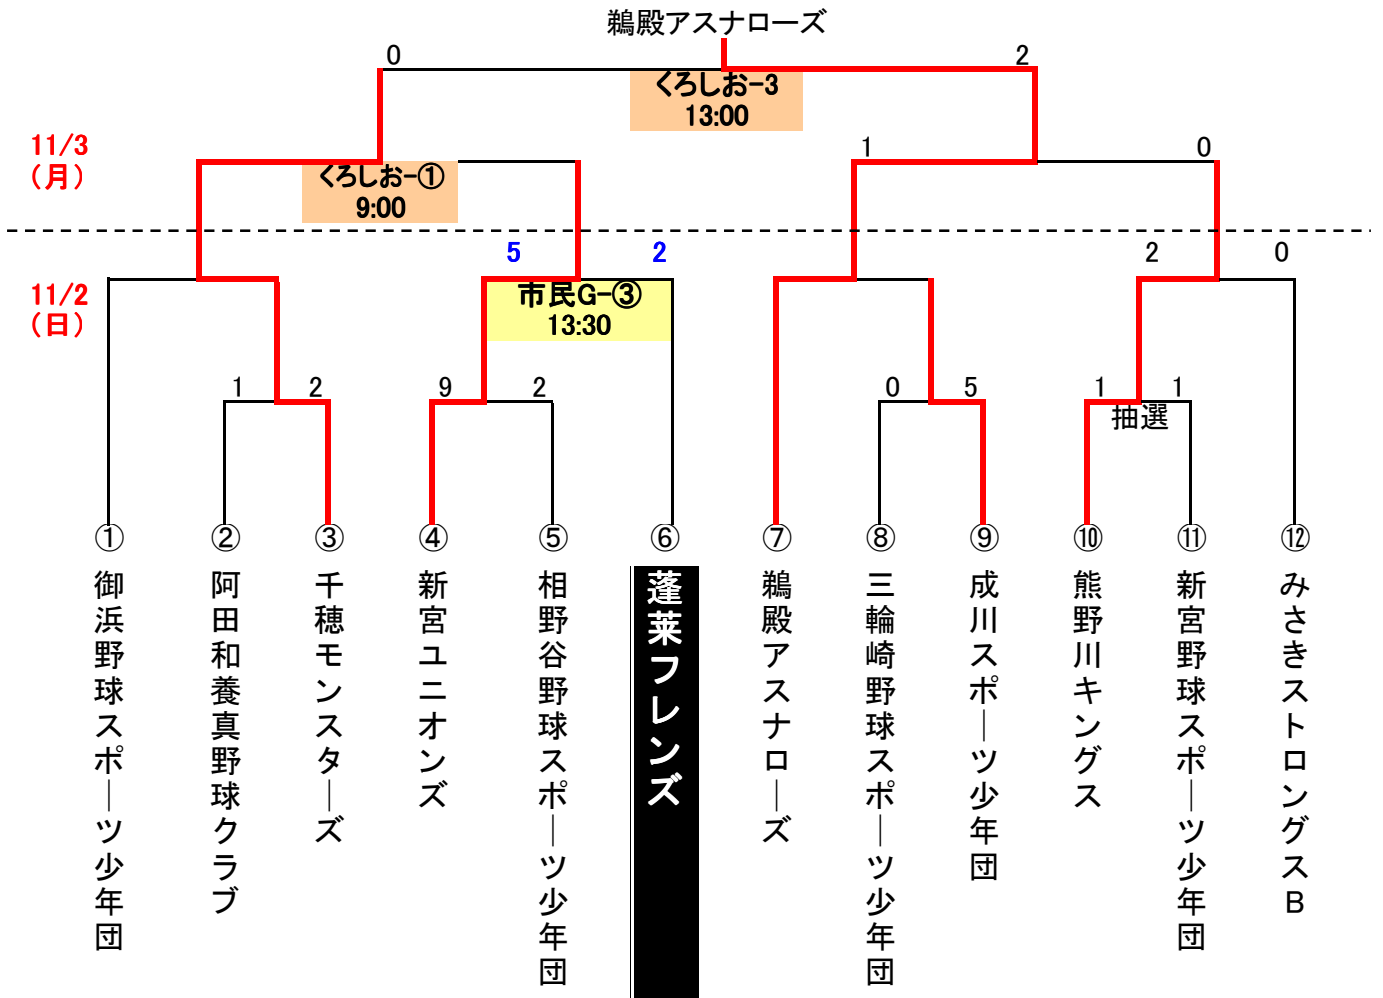 鵜殿アスナローズ
0
2
くろしお-3
13:00
11/3
（月）
1
0
くろしお-①
9:00
5
2
2
0
11/2
（日）
市民G-③
13:30
1
2
9
2
0
5
1
1
抽選
①
②
③
④
⑤
⑥
⑦
⑧
⑨
⑩
⑪
⑫
御浜野球スポーツ少年団
阿田和養真野球クラブ
千穂モンスターズ
新宮ユニオンズ
相野谷野球スポーツ少年団
蓬莱フレンズ
鵜殿アスナローズ
三輪崎野球スポーツ少年団
成川スポーツ少年団
熊野川キングス
新宮野球スポーツ少年団
みさきストロングスB